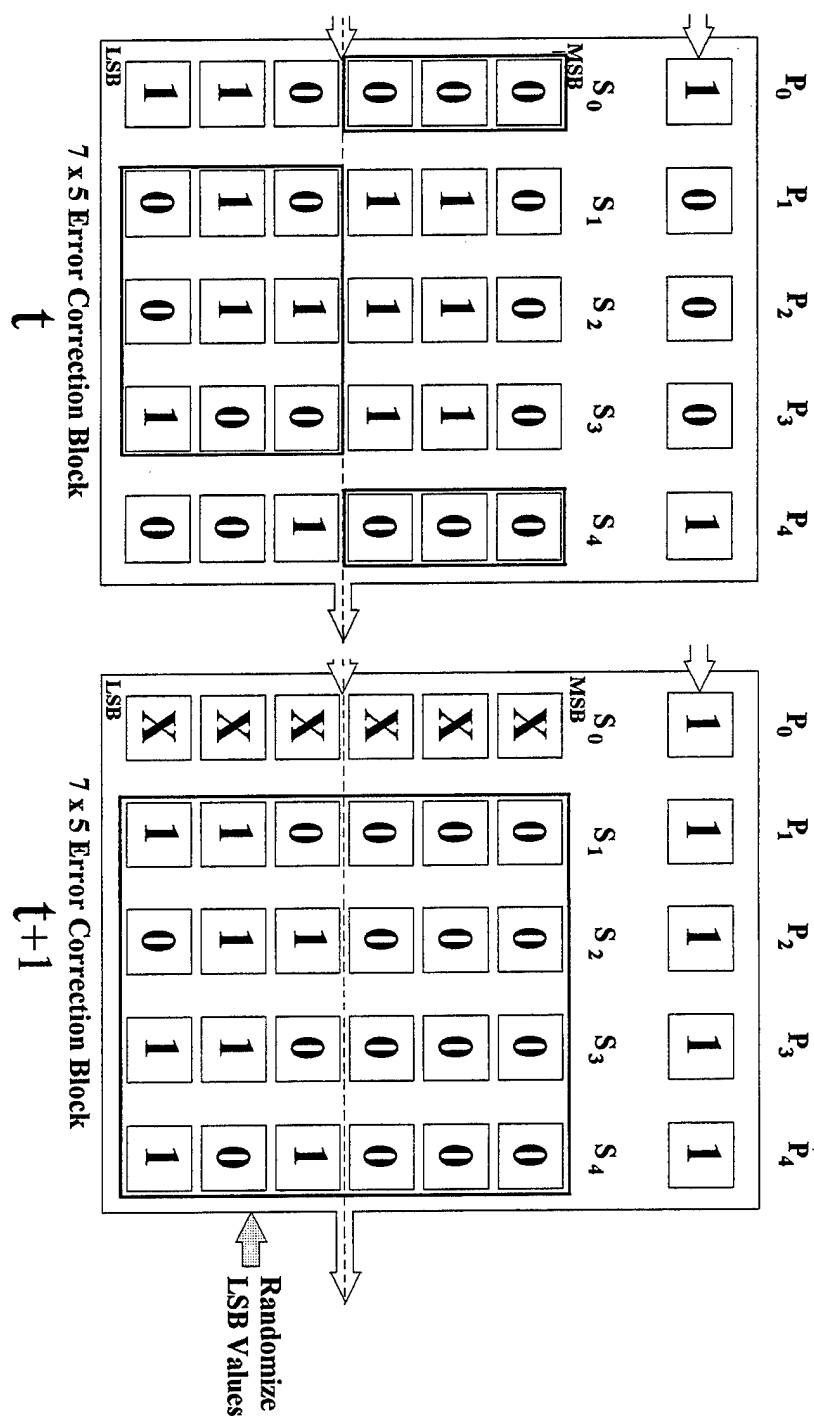 P₀ P₁ P₂ P₃ P₄
1 0 0 0 1
S₀ S₁ S₂ S₃ S₄
MSB
0 0 0 0 0
0 1 1 1 0
0 1 1 1 0
0 0 1 0 1
1 1 1 0 0
1 0 0 1 0
LSB
7 x 5 Error Correction Block
t
P₀ P₁ P₂ P₃ P₄
1 1 1 1 1
S₀ S₁ S₂ S₃ S₄
MSB
X 0 0 0 0
X 0 0 0 0
X 0 0 0 0
X 0 1 0 1
X 1 1 1 0
X 1 0 1 1
LSB
7 x 5 Error Correction Block
t+1
Randomize
LSB Values